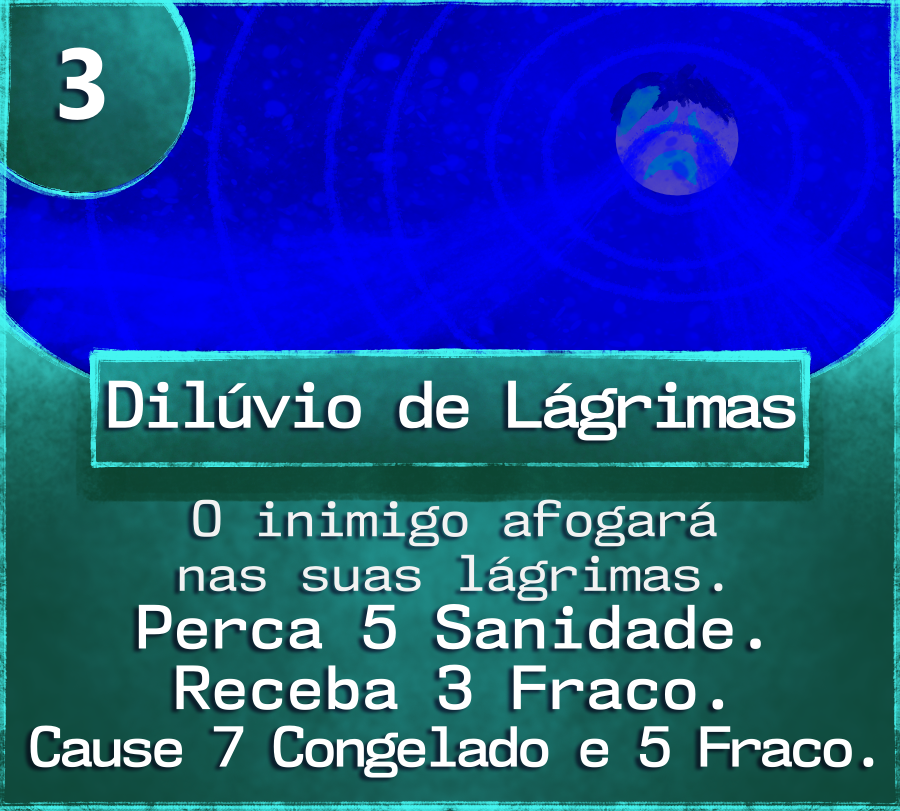 3
Dilúvio de Lágrimas
O inimigo afogará
nas suas lágrimas.
Perca 5 Sanidade.
Receba 3 Fraco.
Cause 7 Congelado e 5 Fraco.